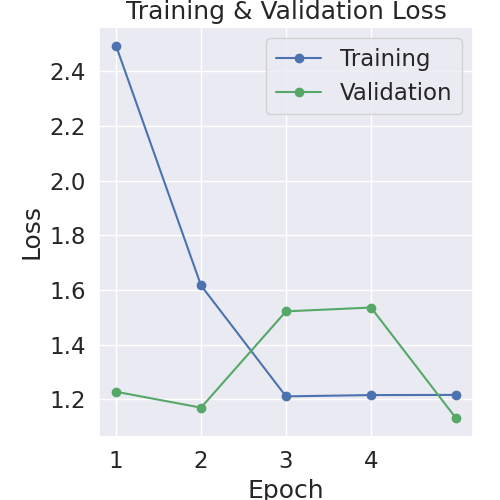 Training & Validation Loss
Training
Validation
Loss
2.4
2.2
2.0
1.8
1.6
1.4
1.2
1 2 3 4
Epoch